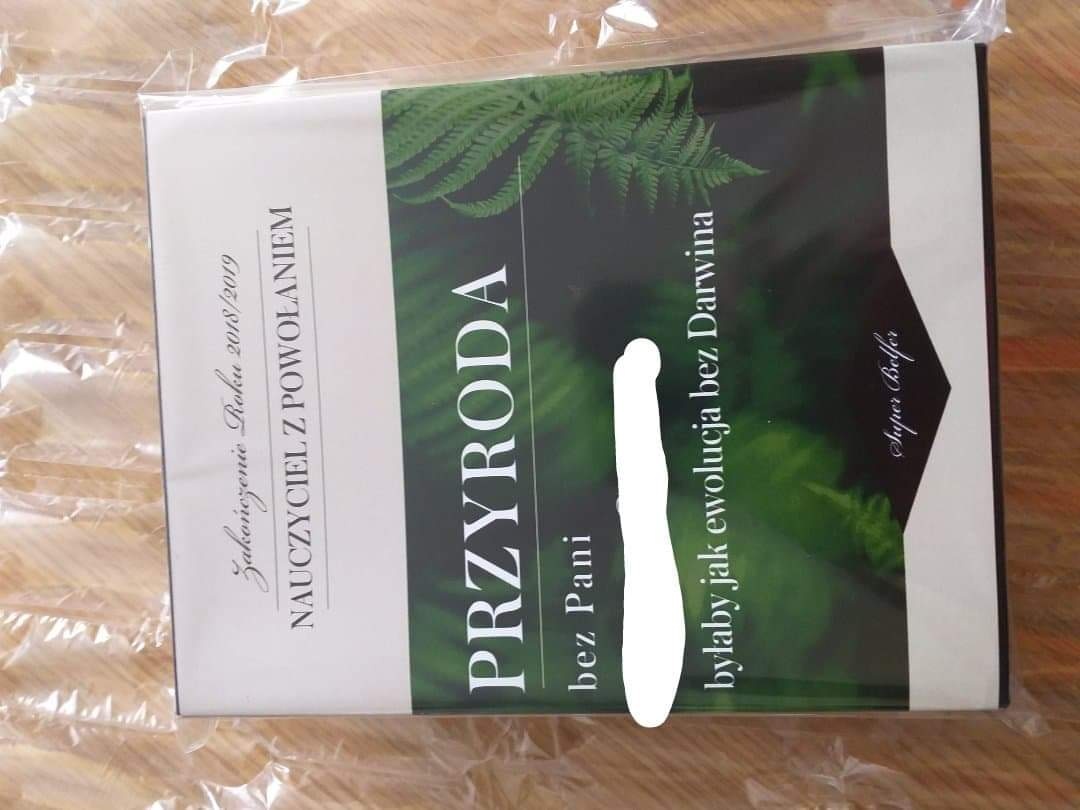 Zakończenie Roku 2018/2019
NAUCZYCIEL Z POWOŁANIEM
PRZYRODA
bez Pani
byłaby jak ewolucja bez Darwina
Super Belfer